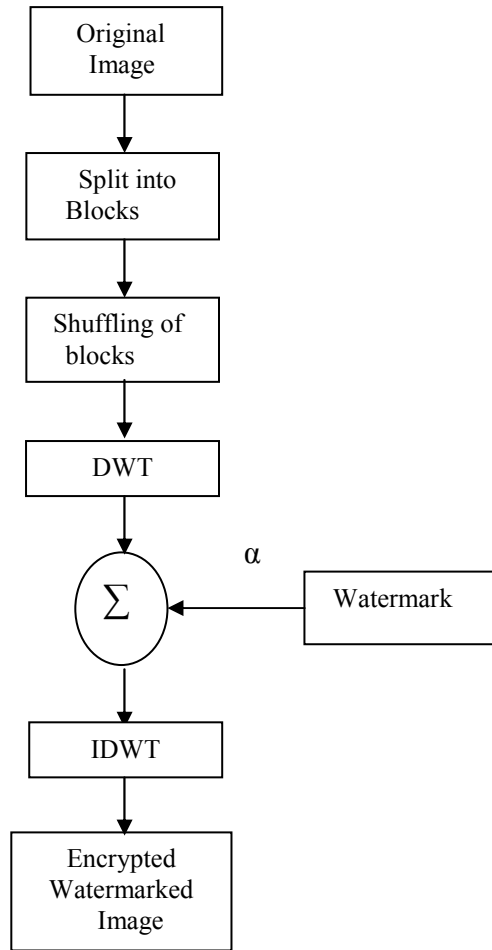 Original
Image
Split into
Blocks
Shuffling of
blocks
DWT
α
∑
Watermark
IDWT
Encrypted
Watermarked
Image